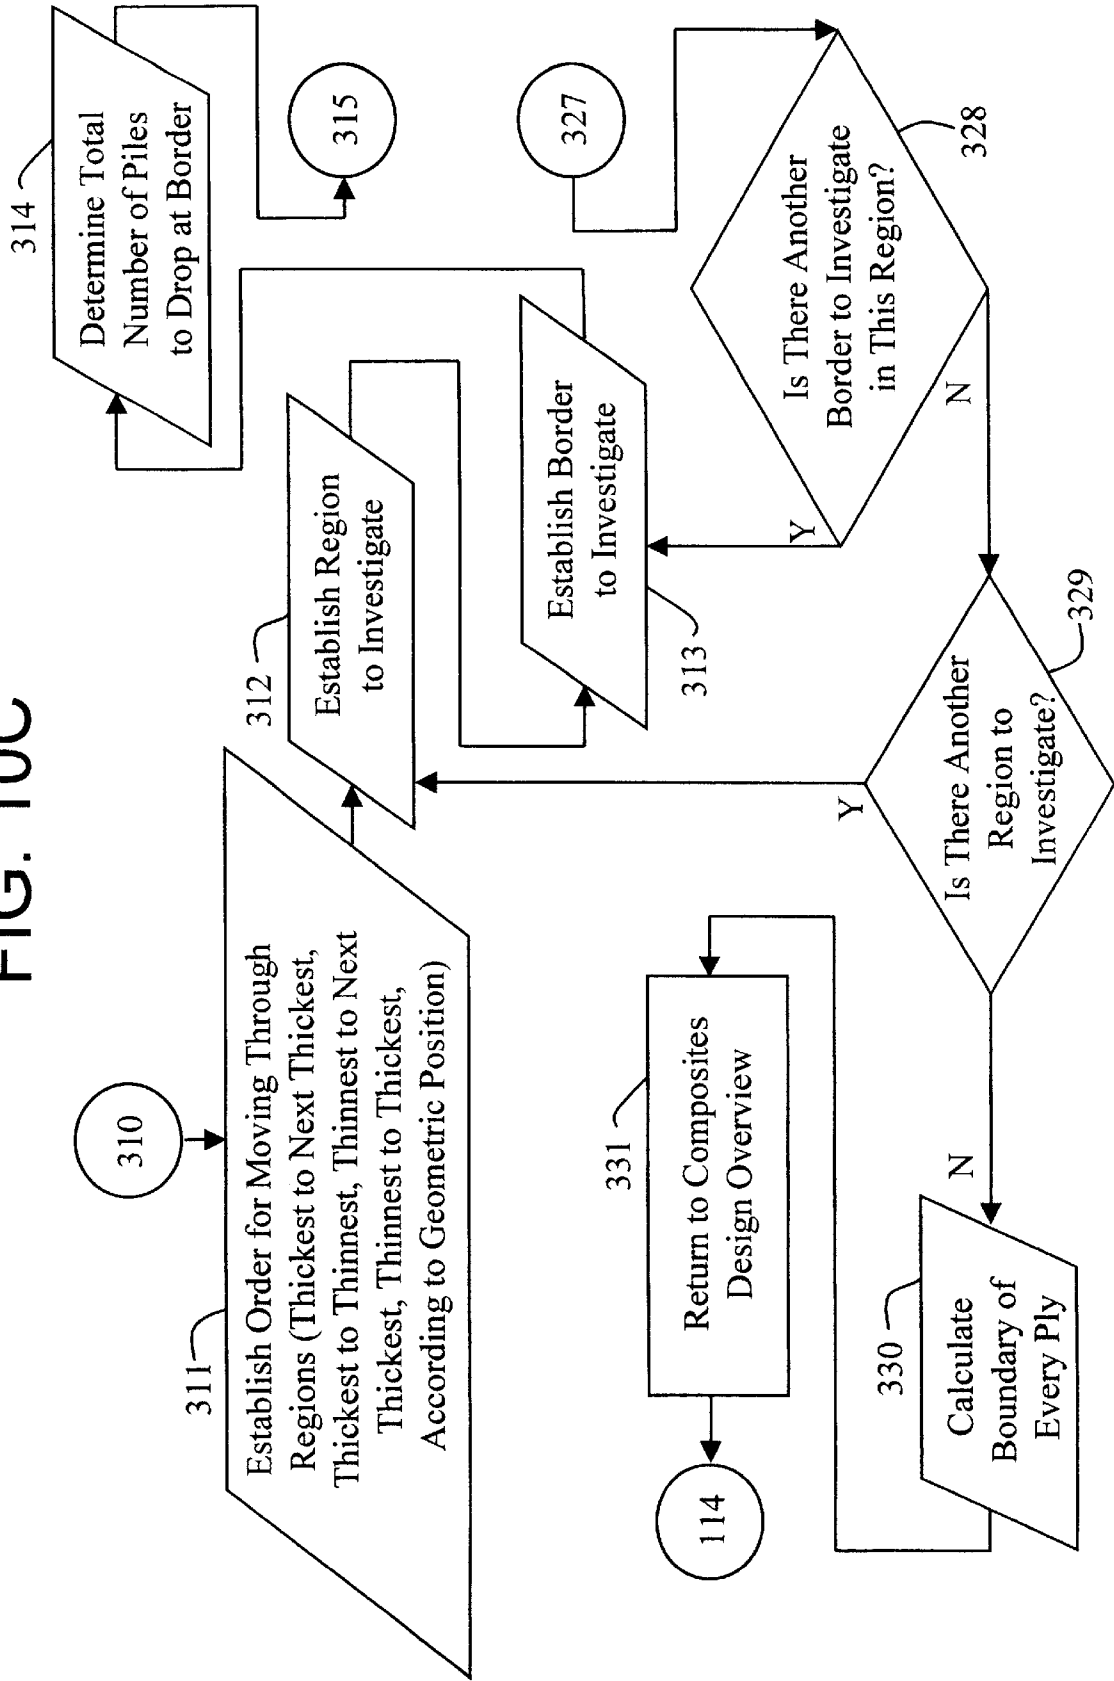 FIG. 10C
310
311
Establish Order for Moving Through
Regions (Thickest to Next Thickest,
Thickest to Thinnest, Thinnest to Next
Thickest, Thinnest to Thickest,
According to Geometric Position)
312
Establish Region
to Investigate
313
Establish Border
to Investigate
314
Determine Total
Number of Piles
to Drop at Border
315
327
328
Is There Another
Border to Investigate
in This Region?
Y
N
329
Is There Another
Region to
Investigate?
Y
N
330
Calculate
Boundary of
Every Ply
331
Return to Composites
Design Overview
114